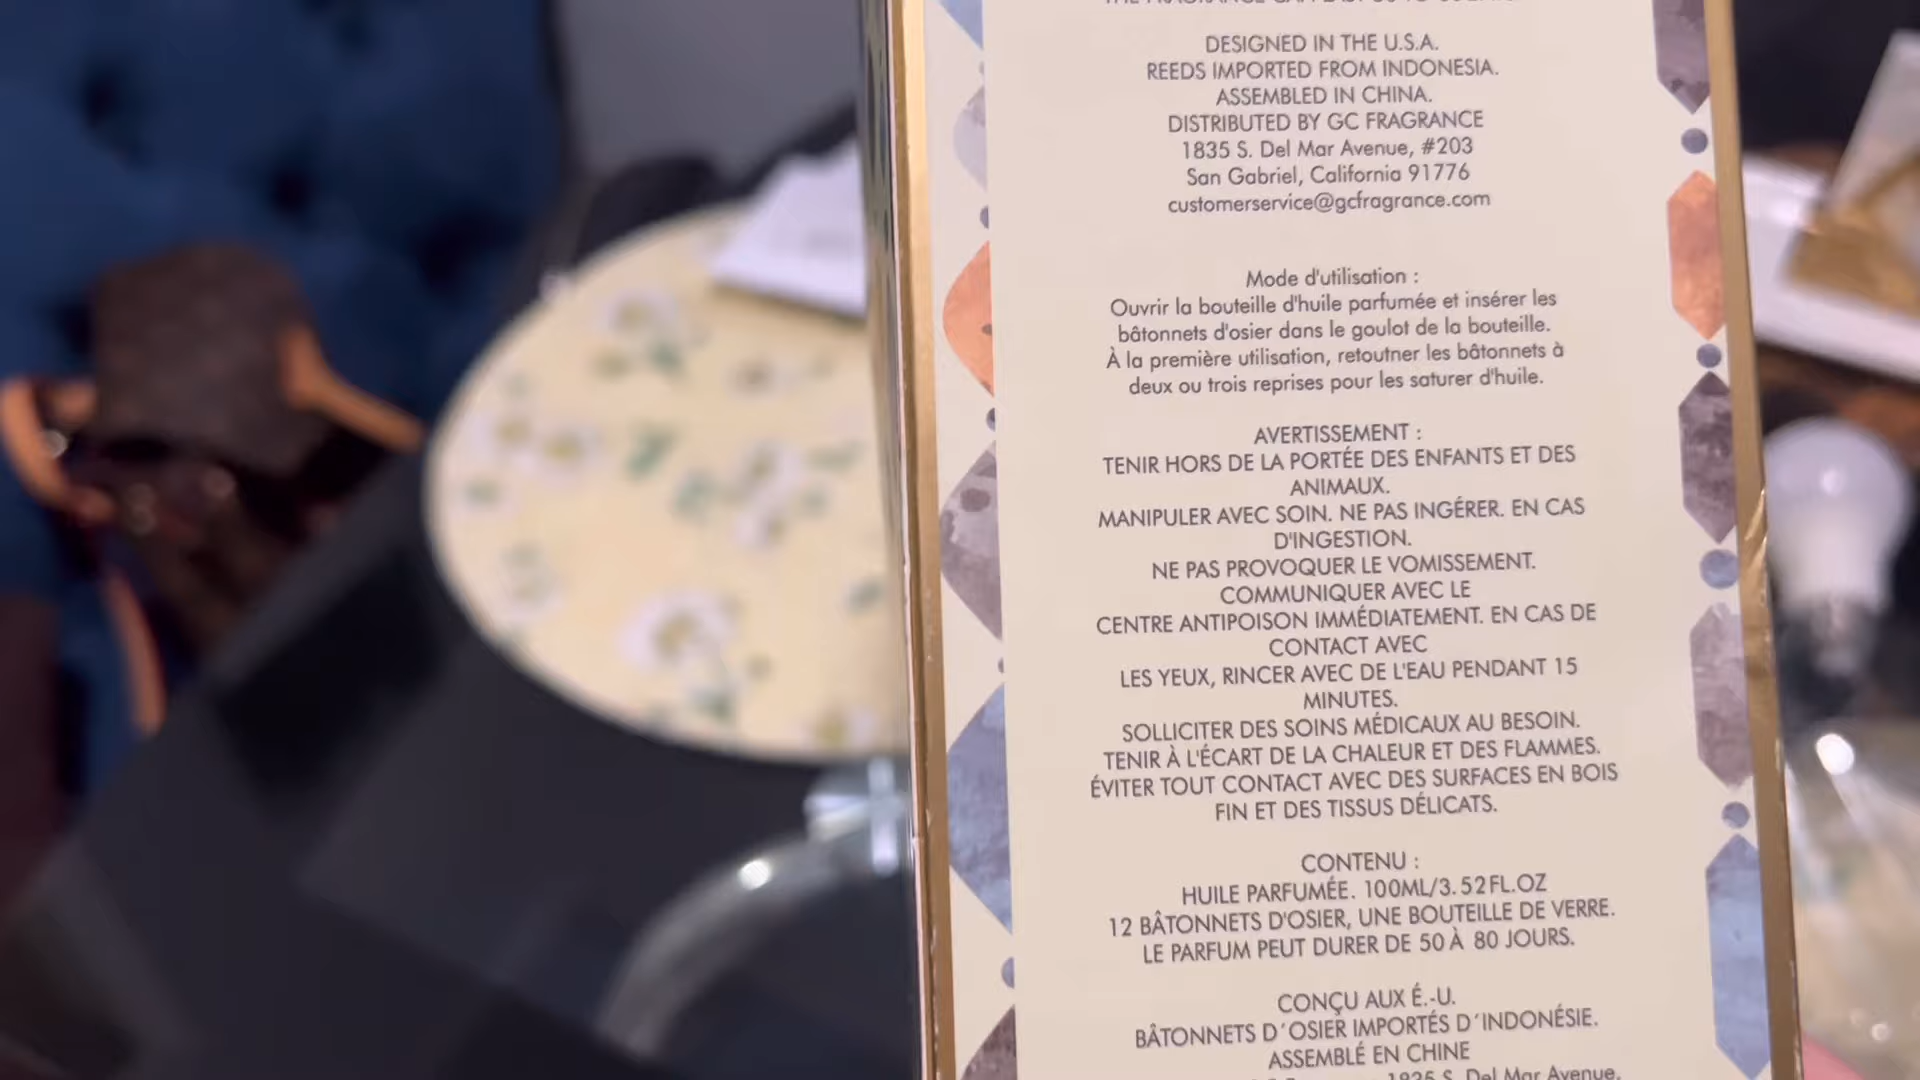 DESIGNED IN THE U.S.A.
REEDS IMPORTED FROM INDONESIA.
ASSEMBLED IN CHINA.
DISTRIBUTED BY GC FRAGRANCE
1835 S. Del Mar Avenue, #203
San Gabriel, California 91776
customerservice@gcfragrance.com
Mode d'utilisation :
Ouvrir la bouteille d'huile parfumée et insérer les
bâtonnets d'osier dans le goulot de la bouteille.
À la première utilisation, retoutner les bâtonnets à
deux ou trois reprises pour les saturer d'huile.
AVERTISSEMENT :
TENIR HORS DE LA PORTÉE DES ENFANTS ET DES
ANIMAUX.
MANIPULER AVEC SOIN. NE PAS INGÉRER. EN CAS
D'INGESTION.
NE PAS PROVOQUER LE VOMISSEMENT.
COMMUNIQUER AVEC LE
CENTRE ANTIPOISON IMMÉDIATEMENT. EN CAS DE
CONTACT AVEC
LES YEUX, RINCER AVEC DE L'EAU PENDANT 15
MINUTES.
SOLLICITER DES SOINS MÉDICAUX AU BESOIN.
TENIR À L'ÉCART DE LA CHALEUR ET DES FLAMMES.
ÉVITER TOUT CONTACT AVEC DES SURFACES EN BOIS
FIN ET DES TISSUS DÉLICATS.
CONTENU :
HUILE PARFUMÉE. 100ML/3.52FL.OZ
12 BÂTONNETS D'OSIER, UNE BOUTEILLE DE VERRE.
LE PARFUM PEUT DURER DE 50 À 80 JOURS.
CONÇU AUX É.-U.
BÂTONNETS D'OSIER IMPORTÉS D'INDONÉSIE.
ASSEMBLÉ EN CHINE
1835 S. Del Mar Avenue,